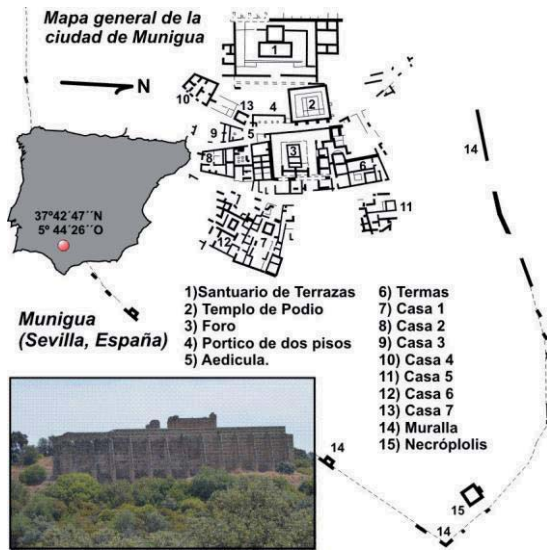 Mapa general de la
ciudad de Munigua
N
1
2
3
4
5
6
7
8
9
10
11
12
13
14
37º42´47´´N
5º 44´26´´O
Munigua
(Sevilla, España)
1)Santuario de Terrazas
2) Templo de Podio
3) Foro
4) Portico de dos pisos
5) Aedicula.
6) Termas
7) Casa 1
8) Casa 2
9) Casa 3
10) Casa 4
11) Casa 5
12) Casa 6
13) Casa 7
14) Muralla
15) Necróplolis
14
15
14